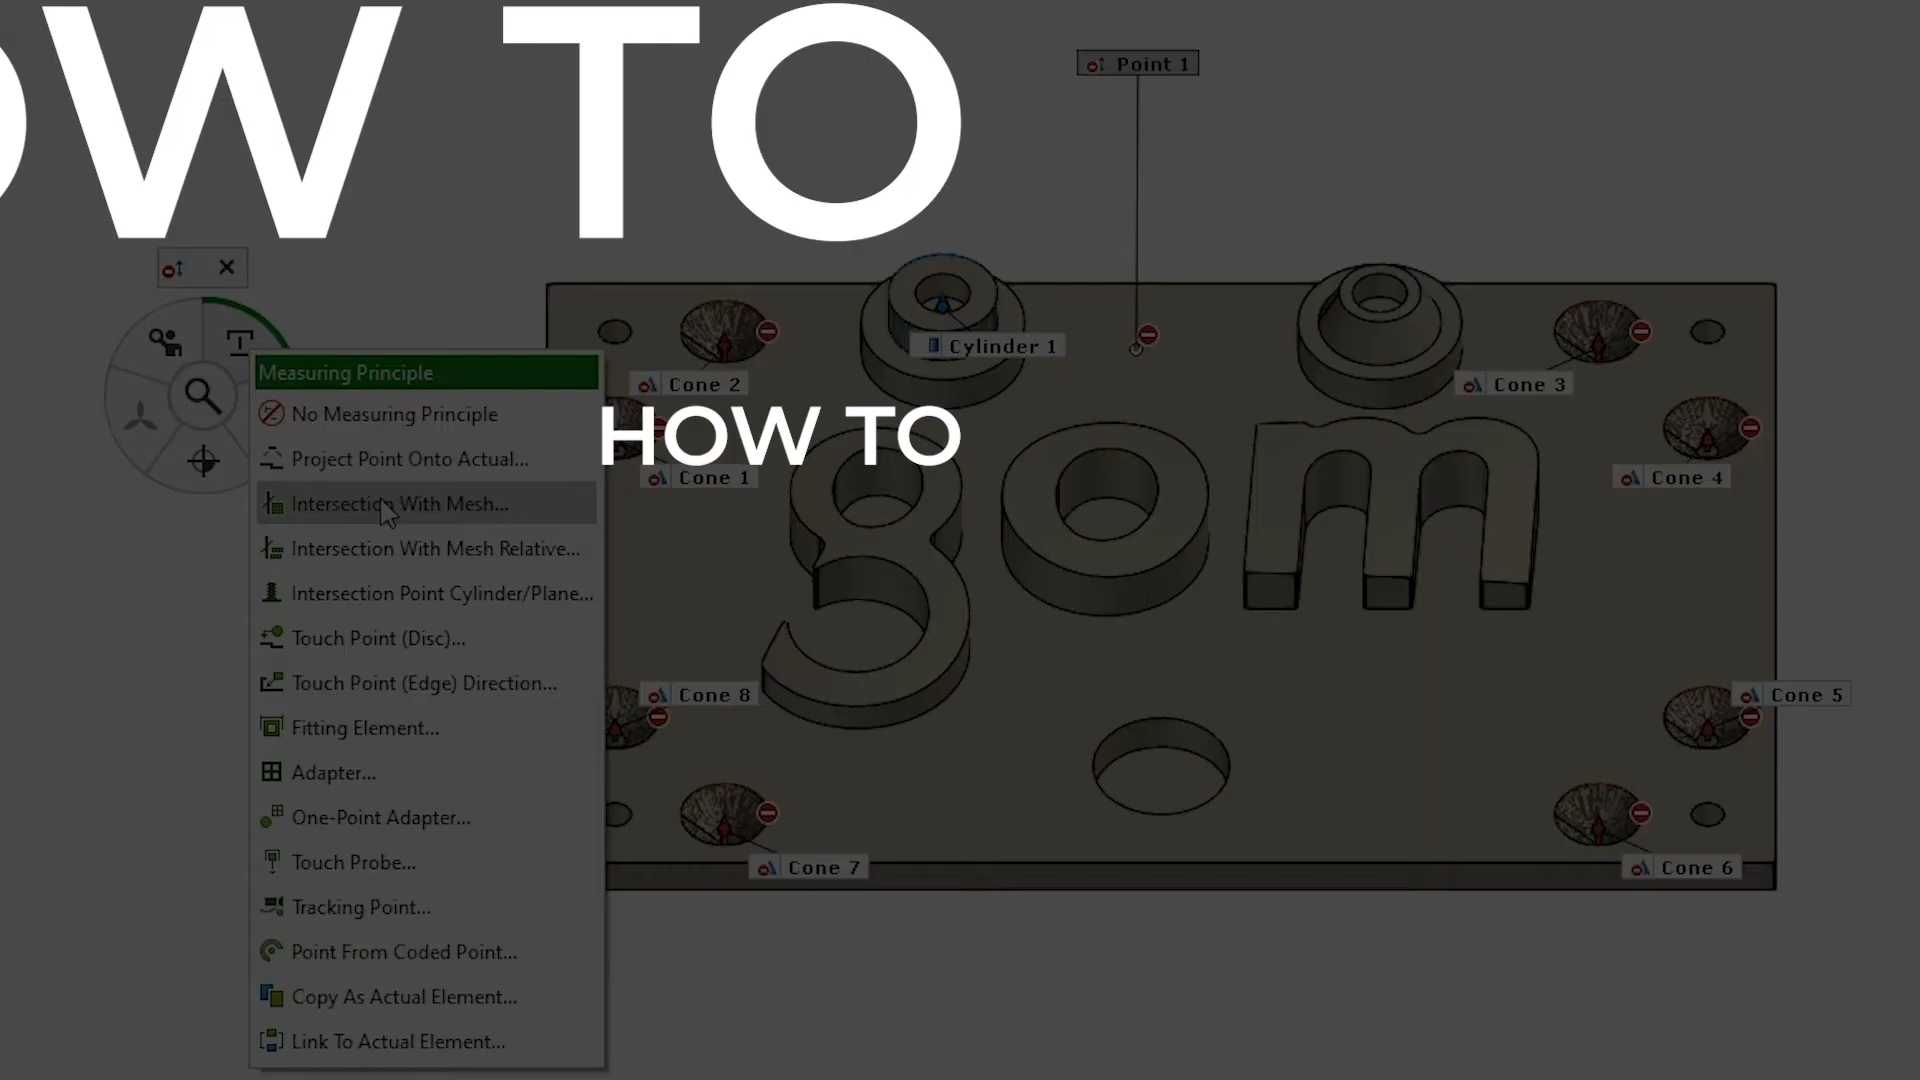 OW TO
Point 1
Measuring Principle
No Measuring Principle
Project Point Onto Actual...
Intersection With Mesh...
Intersection With Mesh Relative...
Intersection Point Cylinder/Plane...
Touch Point (Disc)...
Touch Point (Edge) Direction...
Fitting Element...
Adapter...
One-Point Adapter...
Touch Probe...
Tracking Point...
Point From Coded Point...
Copy As Actual Element...
Link To Actual Element...
HOW TO
Cylinder 1
Cone 2
Cone 3
Cone 1
Cone 4
gom
Cone 8
Cone 5
Cone 7
Cone 6